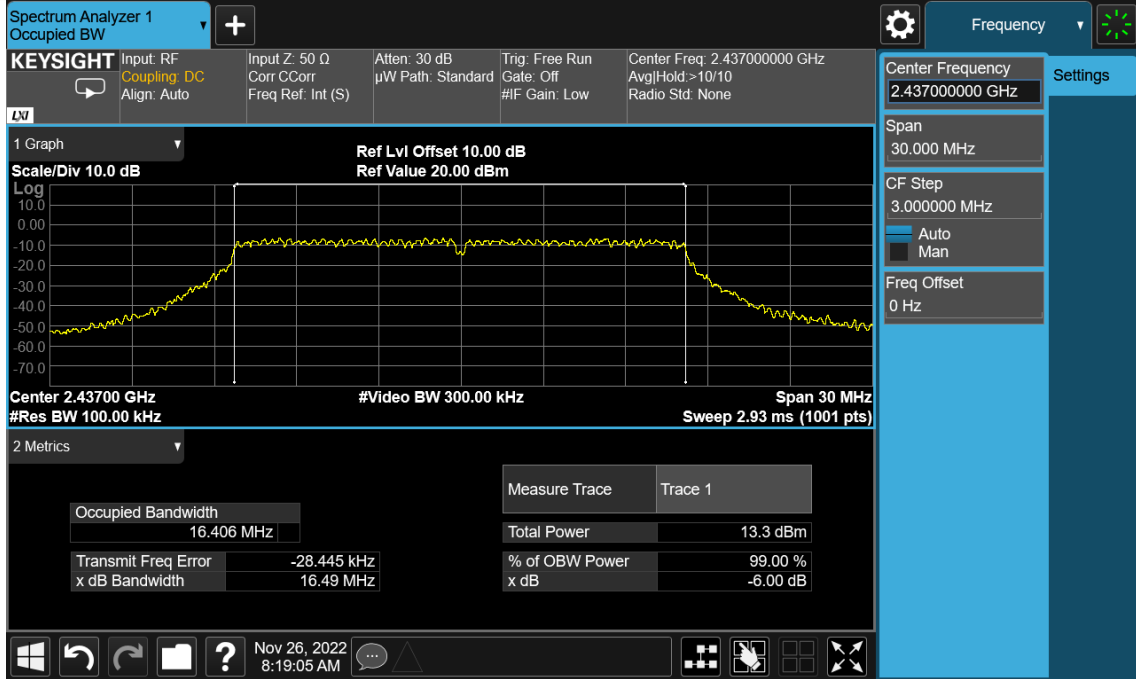 Spectrum Analyzer 1
Occupied BW
+
Frequency
KEYSIGHT
LXI
Input: RF
Coupling: DC
Align: Auto
Input Z: 50 Ω
Corr CCorr
Freq Ref: Int (S)
Atten: 30 dB
µW Path: Standard
Trig: Free Run
Gate: Off
#IF Gain: Low
Center Freq: 2.437000000 GHz
Avg|Hold:>10/10
Radio Std: None
Center Frequency
2.437000000 GHz
Settings
Span
30.000 MHz
CF Step
3.000000 MHz
Auto
Man
Freq Offset
0 Hz
1 Graph
Scale/Div 10.0 dB
Ref Lvl Offset 10.00 dB
Ref Value 20.00 dBm
Log
10.0
0.00
-10.0
-20.0
-30.0
-40.0
-50.0
-60.0
-70.0
Center 2.43700 GHz
#Res BW 100.00 kHz
#Video BW 300.00 kHz
Span 30 MHz
Sweep 2.93 ms (1001 pts)
2 Metrics
Occupied Bandwidth
16.406 MHz
Transmit Freq Error -28.445 kHz
x dB Bandwidth 16.49 MHz
Measure Trace Trace 1
Total Power 13.3 dBm
% of OBW Power 99.00 %
x dB -6.00 dB
?
Nov 26, 2022
8:19:05 AM